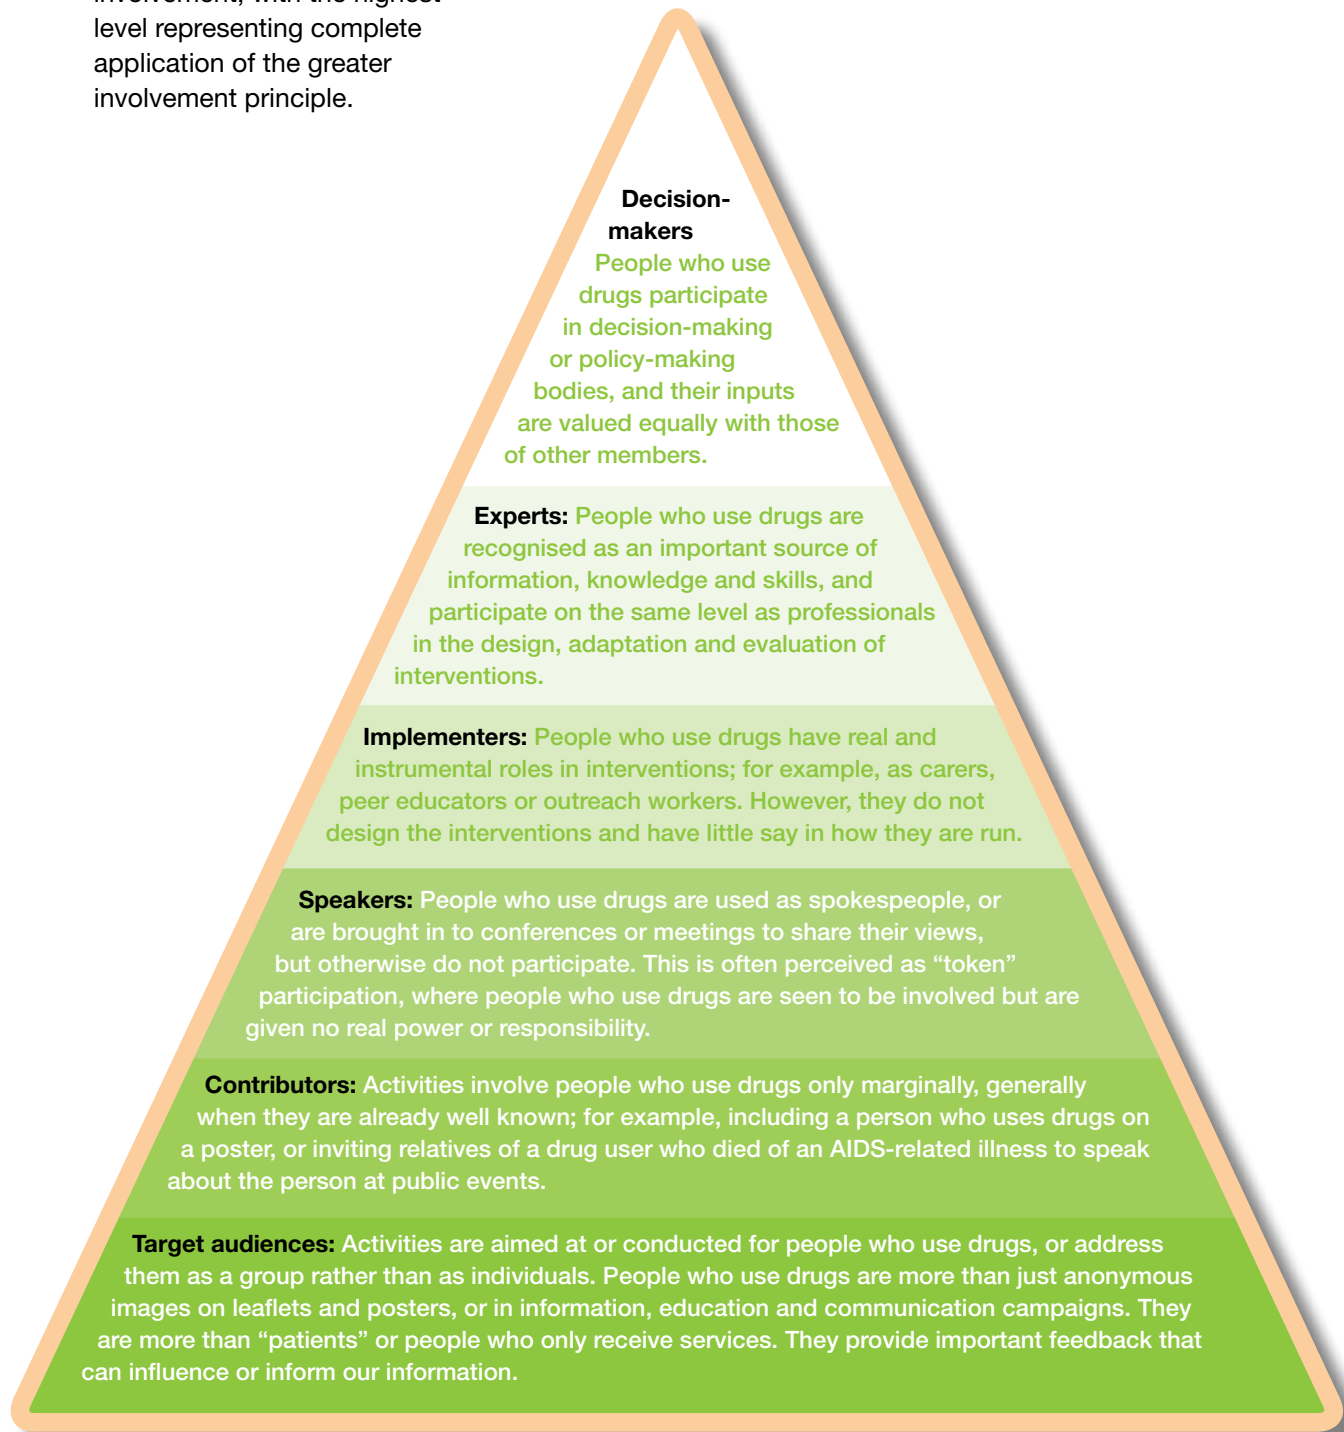 involvement, with the highest
level representing complete
application of the greater
involvement principle.
Decision-
makers
People who use
drugs participate
in decision-making
or policy-making
bodies, and their inputs
are valued equally with those
of other members.
Experts: People who use drugs are
recognised as an important source of
information, knowledge and skills, and
participate on the same level as professionals
in the design, adaptation and evaluation of
interventions.
Implementers: People who use drugs have real and
instrumental roles in interventions; for example, as carers,
peer educators or outreach workers. However, they do not
design the interventions and have little say in how they are run.
Speakers: People who use drugs are used as spokespeople, or
are brought in to conferences or meetings to share their views,
but otherwise do not participate. This is often perceived as “token”
participation, where people who use drugs are seen to be involved but are
given no real power or responsibility.
Contributors: Activities involve people who use drugs only marginally, generally
when they are already well known; for example, including a person who uses drugs on
a poster, or inviting relatives of a drug user who died of an AIDS-related illness to speak
about the person at public events.
Target audiences: Activities are aimed at or conducted for people who use drugs, or address
them as a group rather than as individuals. People who use drugs are more than just anonymous
images on leaflets and posters, or in information, education and communication campaigns. They
are more than “patients” or people who only receive services. They provide important feedback that
can influence or inform our information.